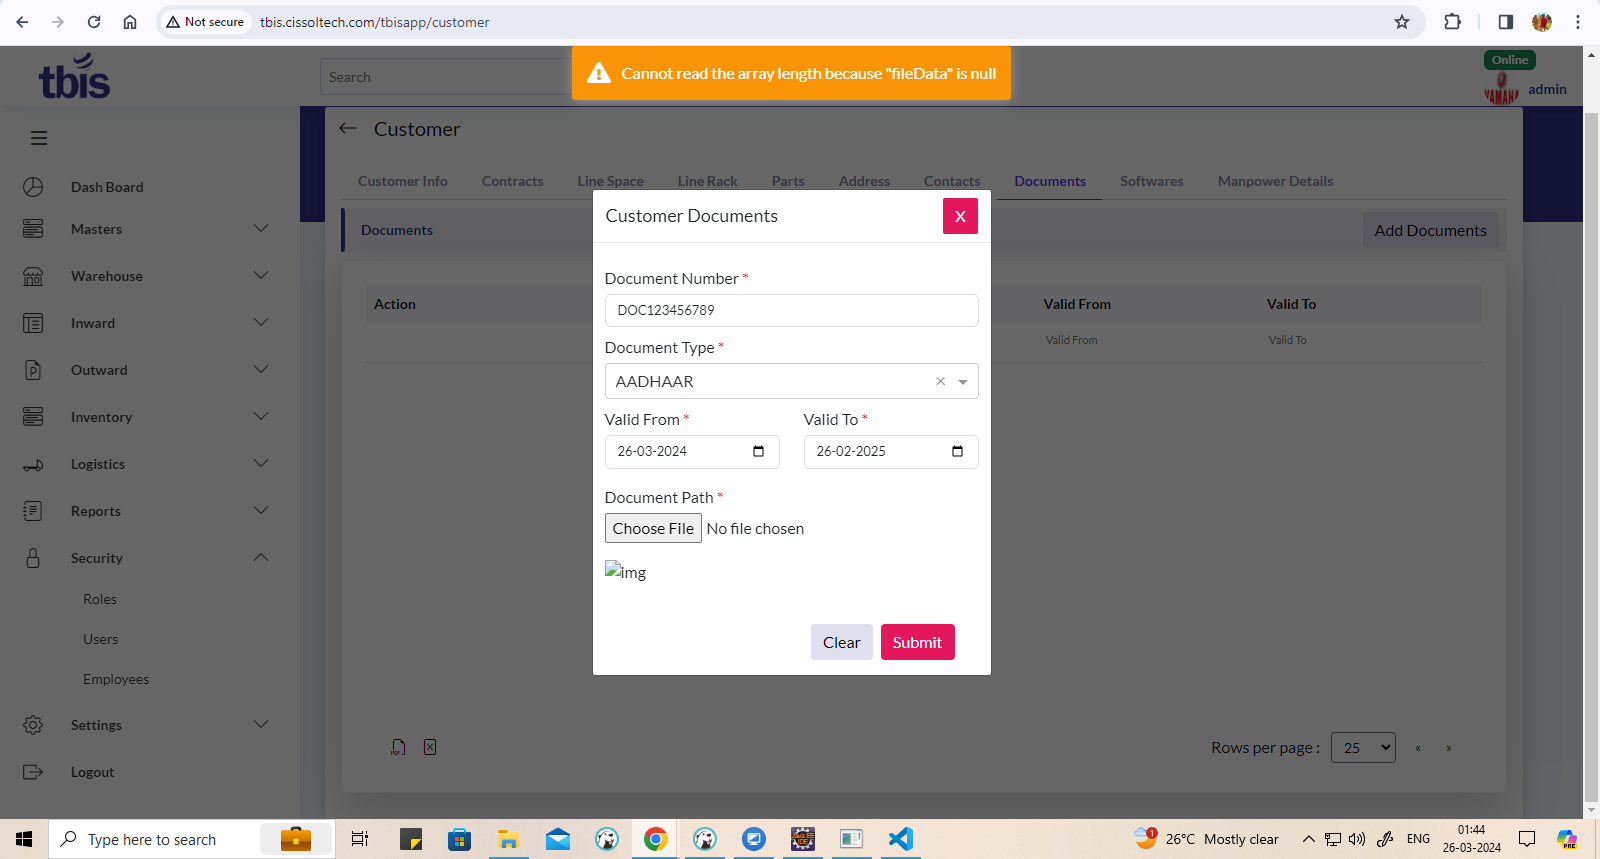 Not secure tbis.cissoltech.com/tbisapp/customer
tbis
Search
Cannot read the array length because "fileData" is null
Online
YAMAHA
admin
Customer
Customer Info Contracts Line Space Line Rack Parts Address Contacts Documents Softwares Manpower Details
Dash Board
Masters
Warehouse
Inward
Outward
Inventory
Logistics
Reports
Security
Roles
Users
Employees
Settings
Logout
Documents
Add Documents
Action Valid From Valid To
Valid From Valid To
Customer Documents X
Document Number *
DOC123456789
Document Type *
AADHAAR
Valid From * Valid To *
26-03-2024 26-02-2025
Document Path *
Choose File No file chosen
img
Clear Submit
Rows per page : 25 « »
Type here to search
1
26°C Mostly clear
ENG
01:44
26-03-2024
PRE